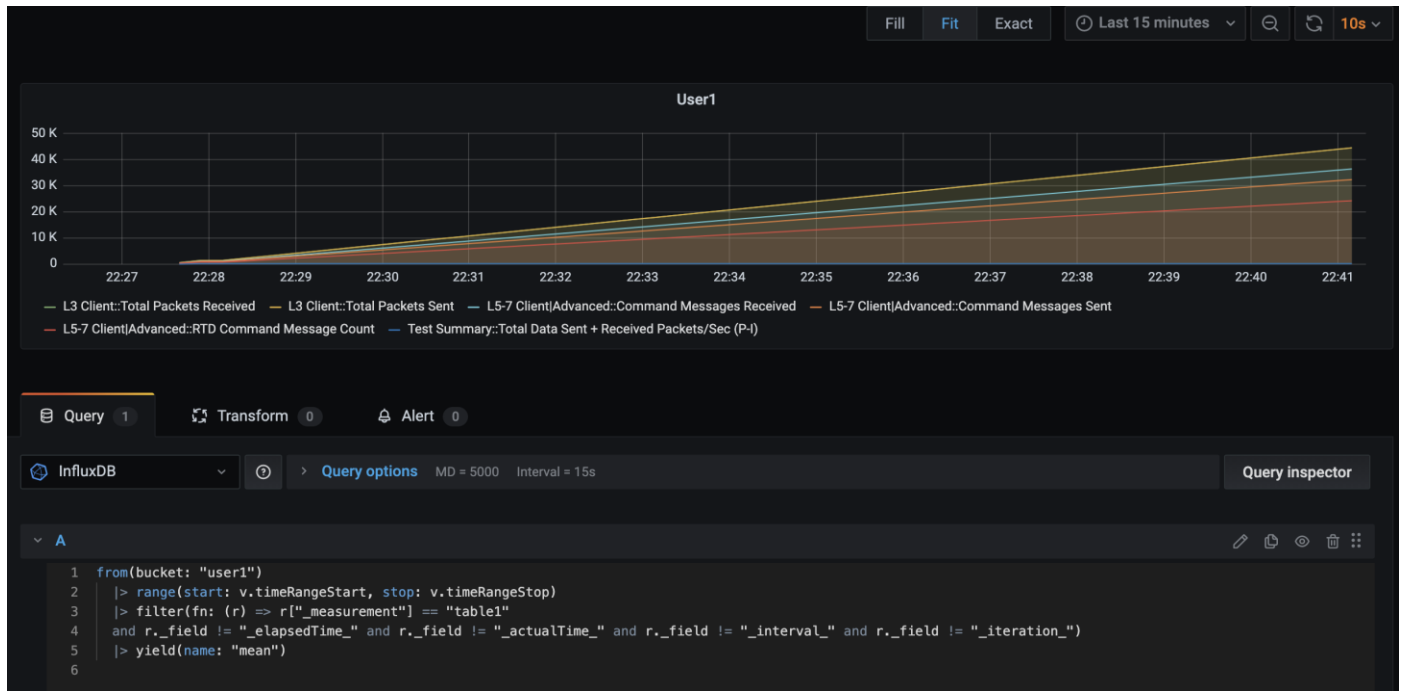 Fill Fit Exact Last 15 minutes 10s
User1
50 K
40 K
30 K
20 K
10 K
0
22:27 22:28 22:29 22:30 22:31 22:32 22:33 22:34 22:35 22:36 22:37 22:38 22:39 22:40 22:41
L3 Client::Total Packets Received L3 Client::Total Packets Sent L5-7 Client|Advanced::Command Messages Received L5-7 Client|Advanced::Command Messages Sent
L5-7 Client|Advanced::RTD Command Message Count Test Summary::Total Data Sent + Received Packets/Sec (P-I)
Query 1 Transform 0 Alert 0
InfluxDB ? > Query options MD = 5000 Interval = 15s Query inspector
A
1 from(bucket: "user1")
2 |> range(start: v.timeRangeStart, stop: v.timeRangeStop)
3 |> filter(fn: (r) => r["_measurement"] == "table1"
4 and r._field != "_elapsedTime_" and r._field != "_actualTime_" and r._field != "_interval_" and r._field != "_iteration_")
5 |> yield(name: "mean")
6